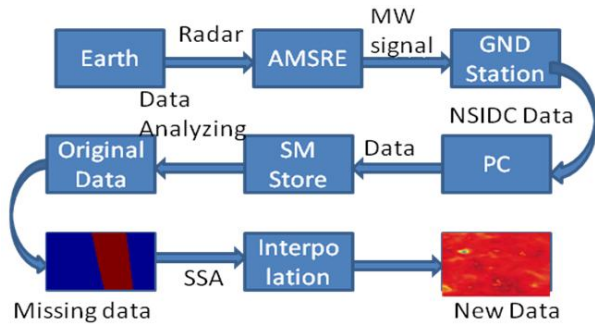 Radar
MW
signal
Earth
AMSRE
GND
Station
Data
Analyzing
NSIDC Data
Original
Data
SM
Store
Data
PC
Interpo
lation
SSA
Missing data
New Data